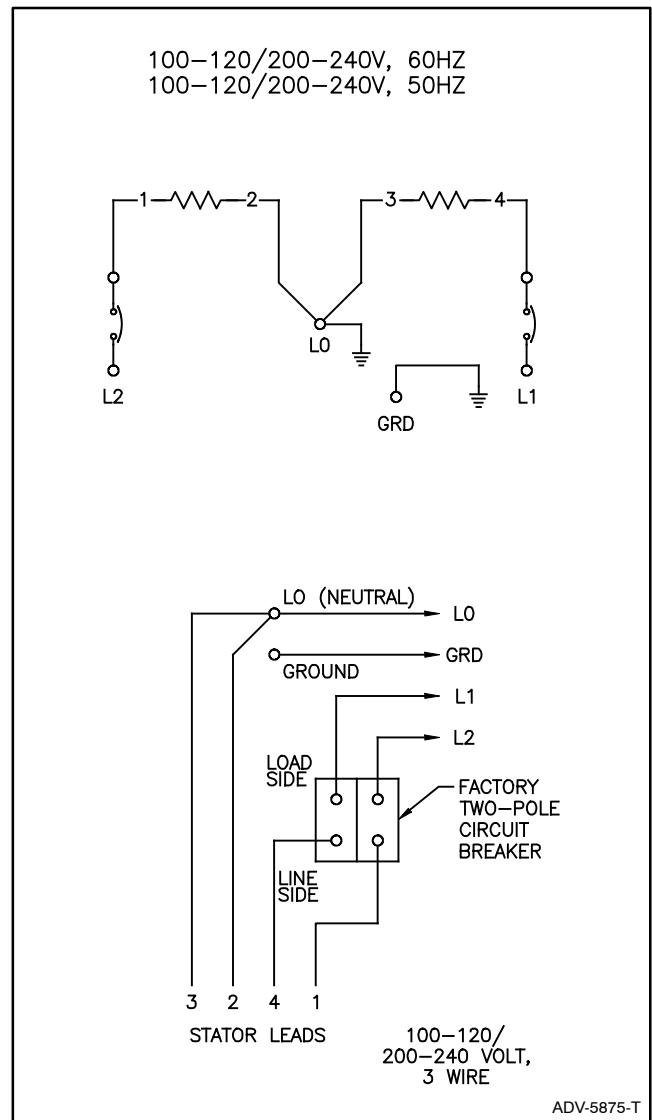 100-120/200-240V, 60HZ
100-120/200-240V, 50HZ
1 2 3 4
L0
L2
GRD
L1
L0 (NEUTRAL)
L0
GROUND
GRD
L1
L2
LOAD
SIDE
FACTORY
TWO-POLE
CIRCUIT
BREAKER
LINE
SIDE
3 2 4 1
STATOR LEADS
100-120/
200-240 VOLT,
3 WIRE
ADV-5875-T